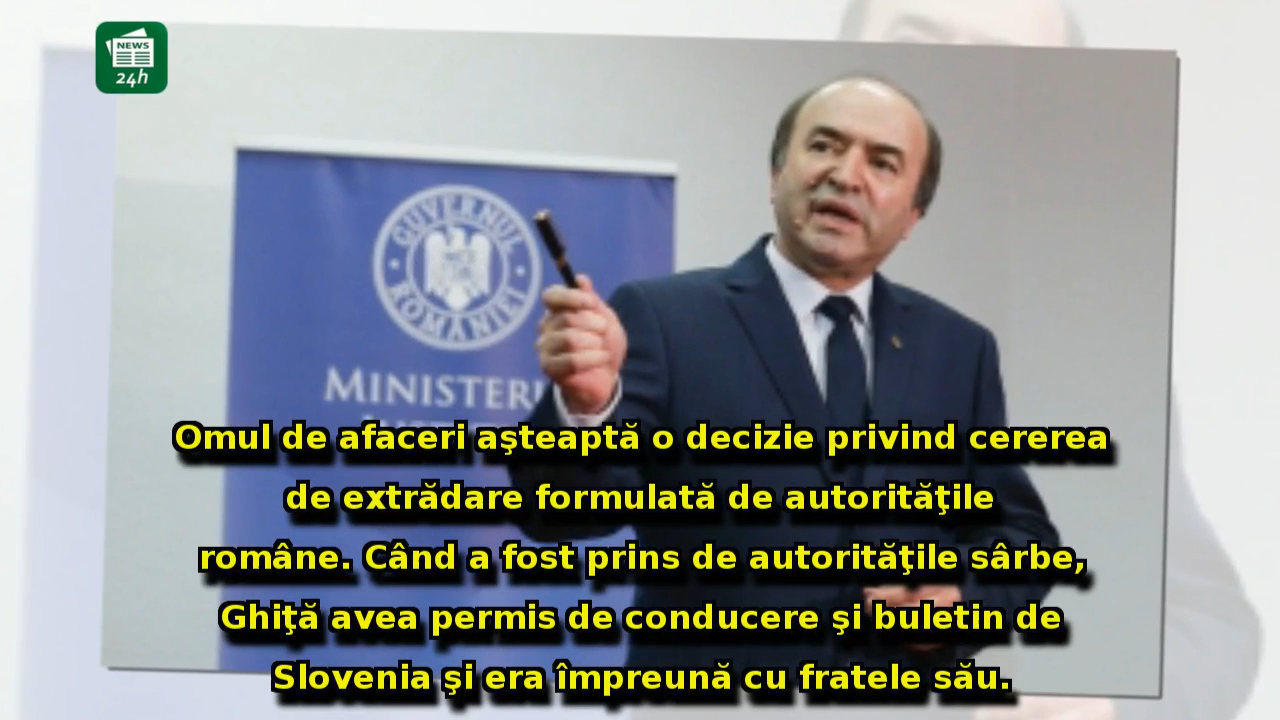 NEWS
24h
GUVERNUL
ROMÂNIEI
Omul de afaceri aşteaptă o decizie privind cererea
de extrădare formulată de autorităţile
române. Când a fost prins de autorităţile sârbe,
Ghiţă avea permis de conducere şi buletin de
Slovenia şi era împreună cu fratele său.